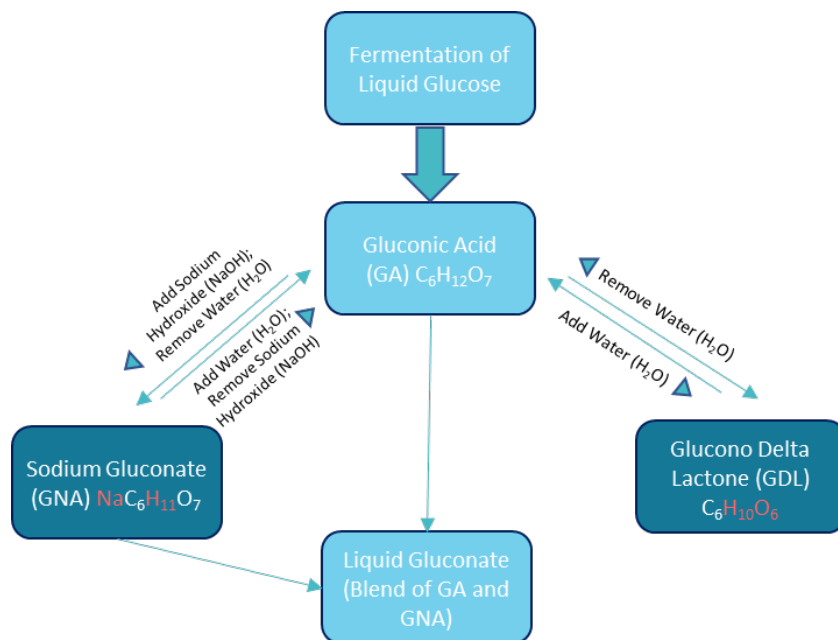 Fermentation of
Liquid Glucose
Gluconic Acid
(GA) C₆H₁₂O₇
Add Sodium
Hydroxide (NaOH);
Remove Water (H₂O)
Add Water (H₂O);
Remove Sodium
Hydroxide (NaOH)
Remove Water (H₂O)
Add Water (H₂O)
Sodium Gluconate
(GNA) NaC₆H₁₁O₇
Glucono Delta
Lactone (GDL)
C₆H₁₀O₆
Liquid Gluconate
(Blend of GA and
GNA)